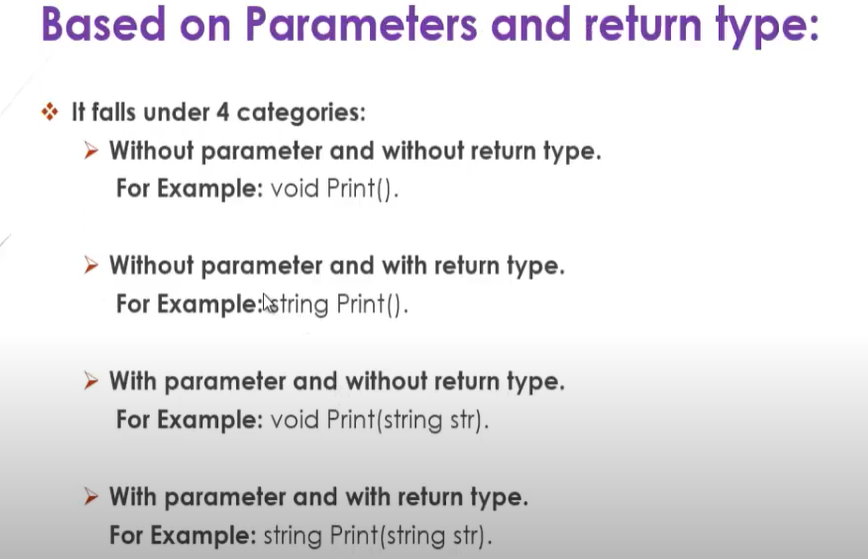 Based on Parameters and return type:
It falls under 4 categories:
Without parameter and without return type.
For Example: void Print().
Without parameter and with return type.
For Example: string Print().
With parameter and without return type.
For Example: void Print(string str).
With parameter and with return type.
For Example: string Print(string str).